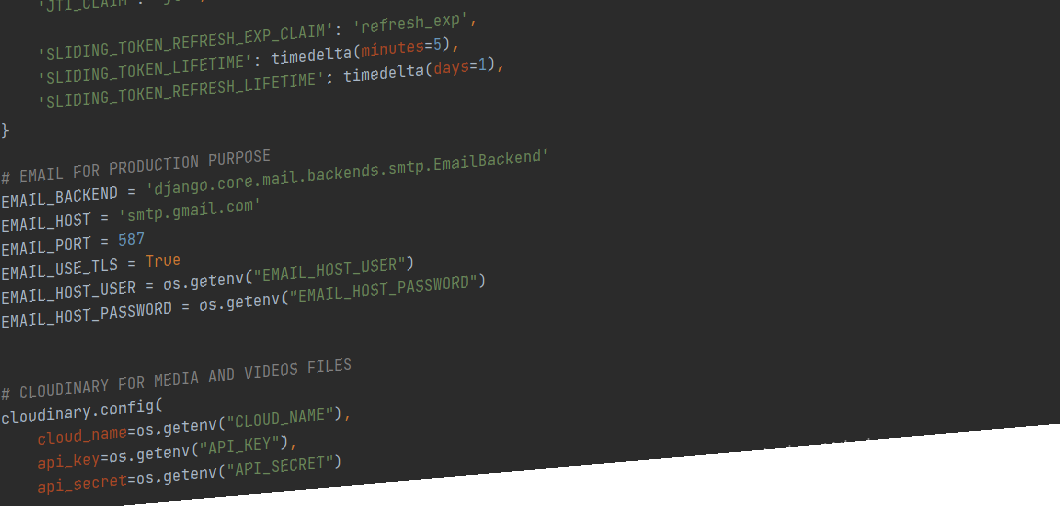 'JTI_CLAIM':
'SLIDING_TOKEN_REFRESH_EXP_CLAIM': 'refresh_exp',
'SLIDING_TOKEN_LIFETIME': timedelta(minutes=5),
'SLIDING_TOKEN_REFRESH_LIFETIME': timedelta(days=1),
}
# EMAIL FOR PRODUCTION PURPOSE
EMAIL_BACKEND = 'django.core.mail.backends.smtp.EmailBackend'
EMAIL_HOST = 'smtp.gmail.com'
EMAIL_PORT = 587
EMAIL_USE_TLS = True
EMAIL_HOST_USER = os.getenv("EMAIL_HOST_USER")
EMAIL_HOST_PASSWORD = os.getenv("EMAIL_HOST_PASSWORD")
# CLOUDINARY FOR MEDIA AND VIDEOS FILES
cloudinary.config(
cloud_name=os.getenv("CLOUD_NAME"),
api_key=os.getenv("API_KEY"),
api_secret=os.getenv("API_SECRET")